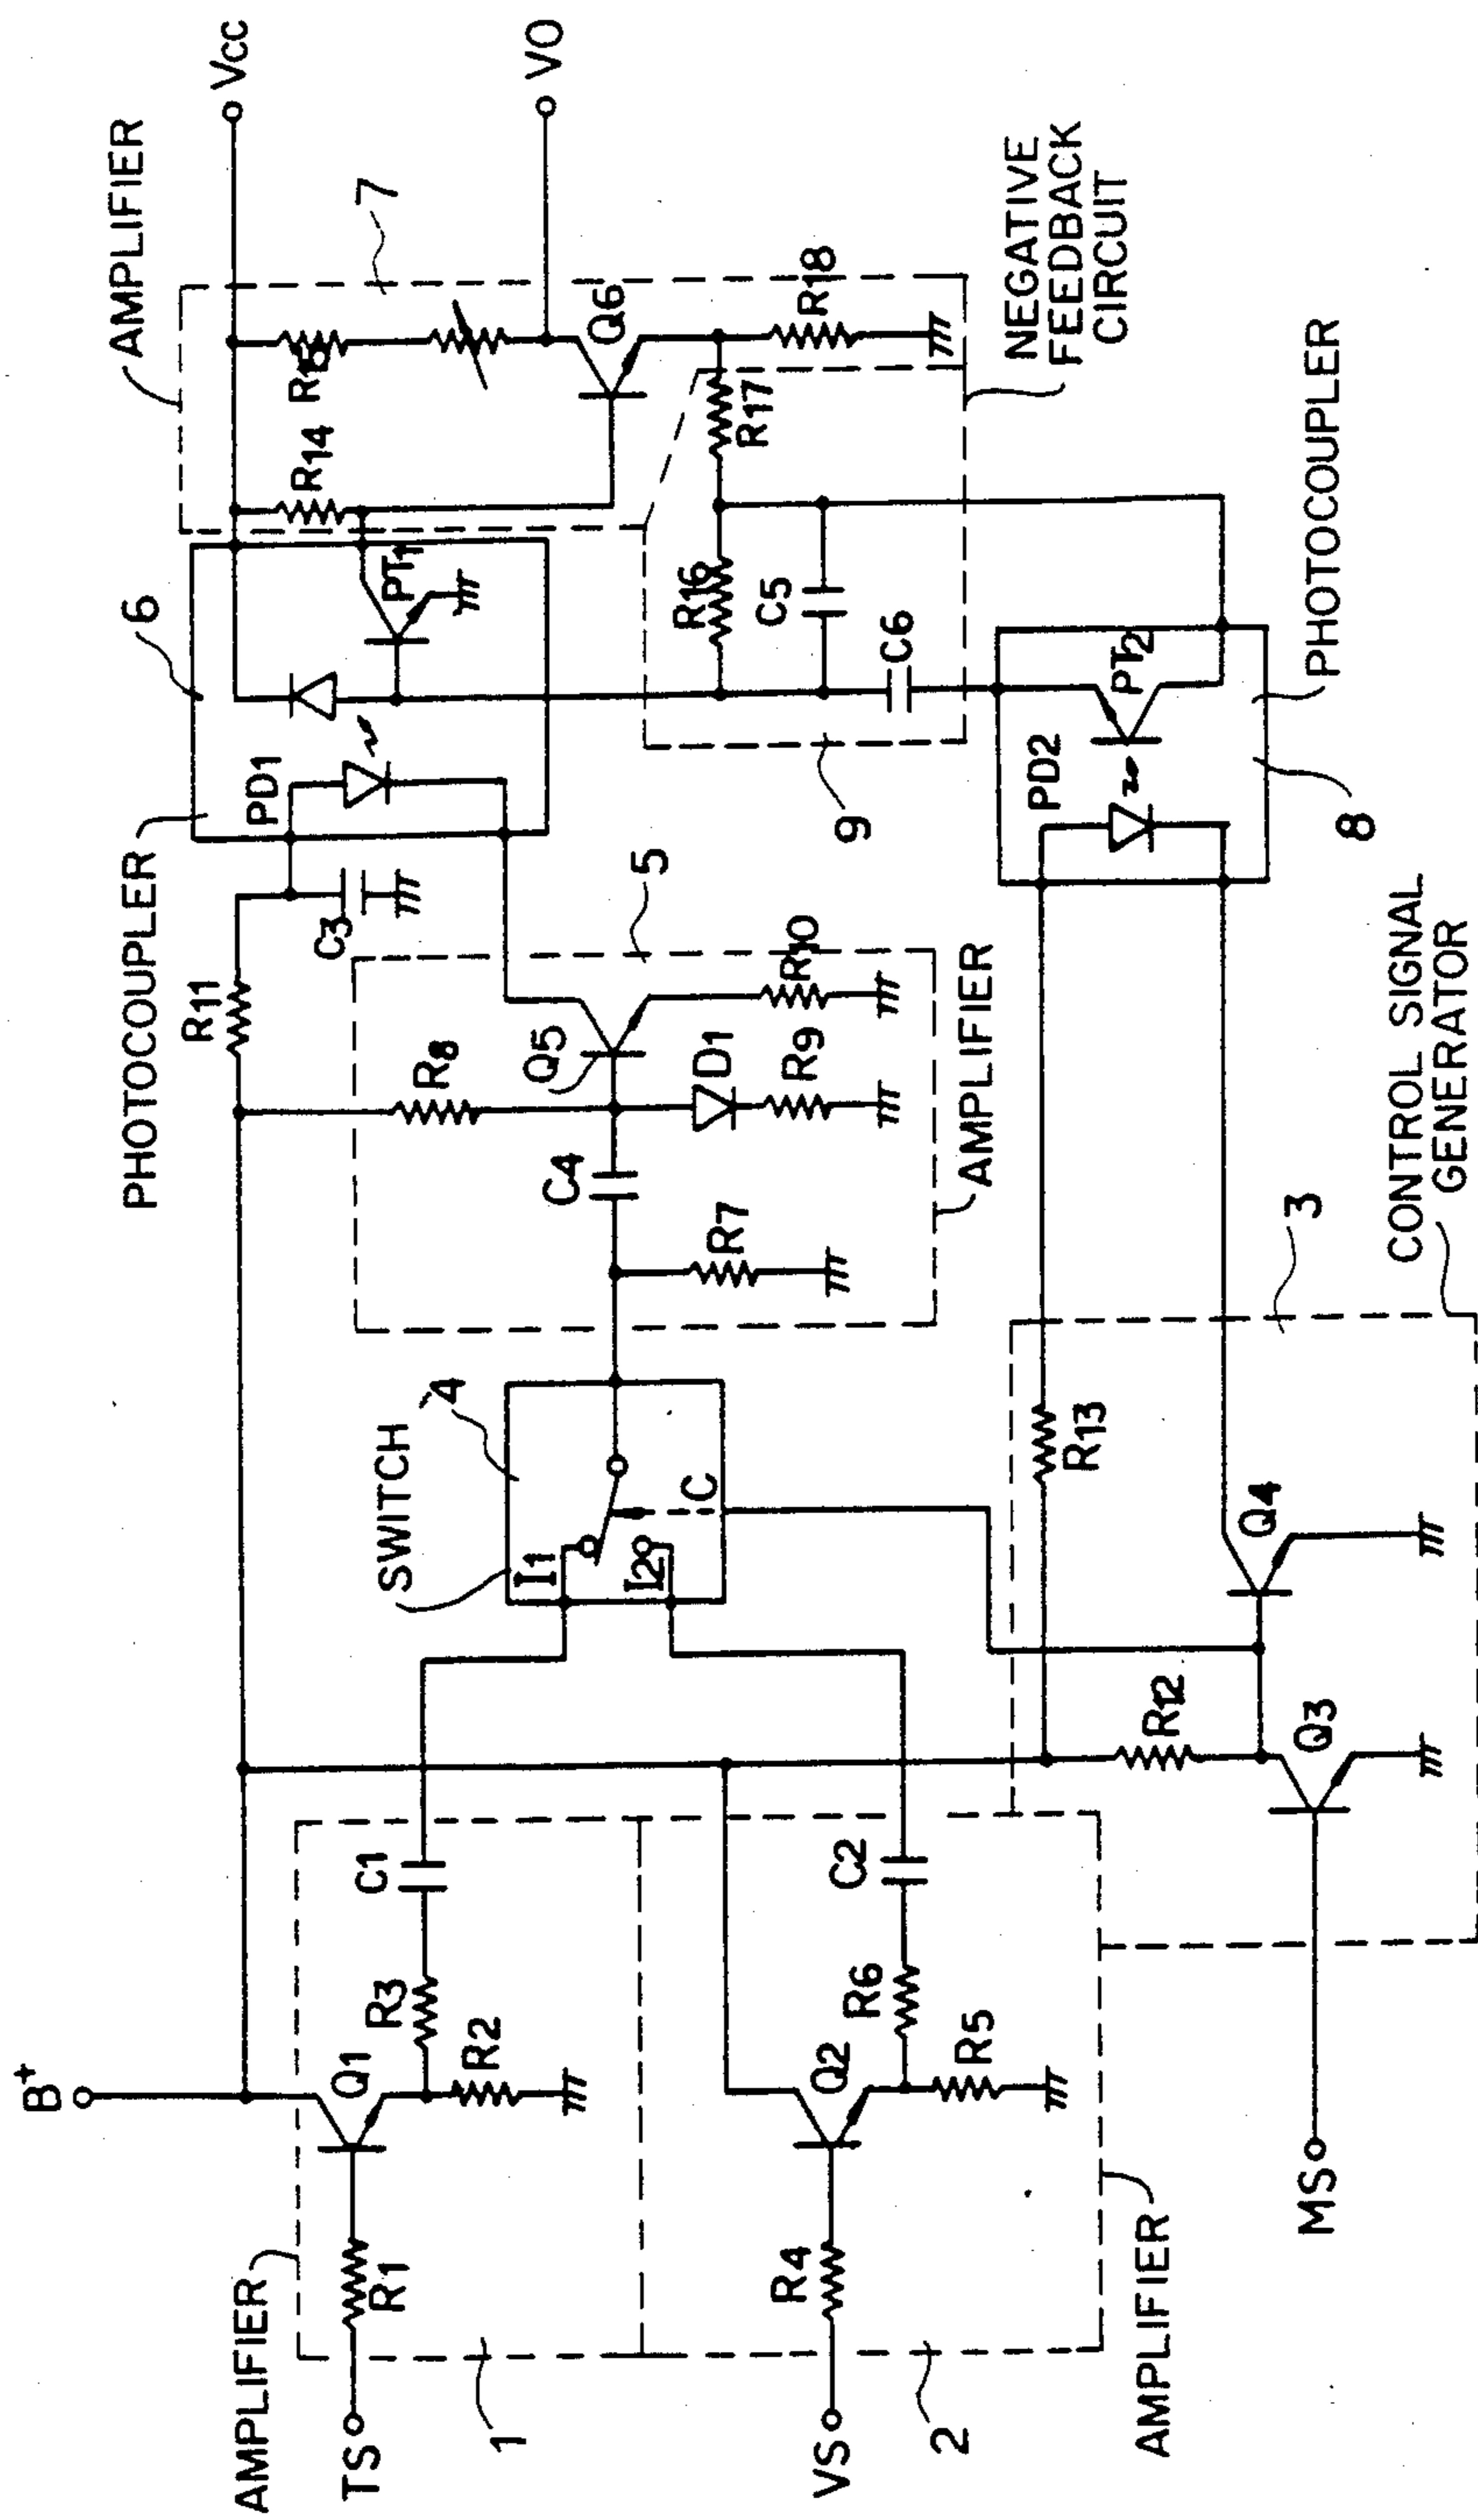 AMPLIFIER
Vcc
7
VO
6
R14
R15
Q6
PT1
R18
PHOTOCOUPLER
PD1
R16
R17
C5
C6
9
NEGATIVE
FEEDBACK
CIRCUIT
R11
C3
5
R8
Q5
R10
C4
D1
R9
R7
AMPLIFIER
PD2
PT2
PHOTOCOUPLER
8
SWITCH
4
I1
I2
C
R13
3
CONTROL SIGNAL
GENERATOR
B+
AMPLIFIER
TS
R1
Q1
R3
C1
R2
1
VS
R4
Q2
R6
C2
R5
2
AMPLIFIER
R12
Q4
Q3
MS